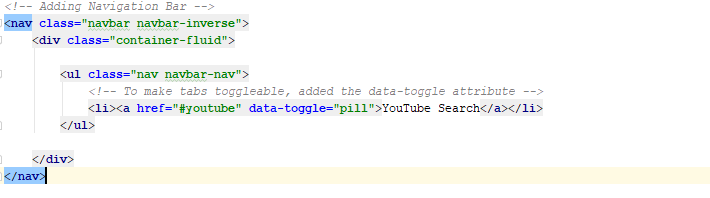 <!-- Adding Navigation Bar -->
<nav class="navbar navbar-inverse">
<div class="container-fluid">
<ul class="nav navbar-nav">
<!-- To make tabs toggleable, added the data-toggle attribute -->
<li><a href="#youtube" data-toggle="pill">YouTube Search</a></li>
</ul>
</div>
</nav>